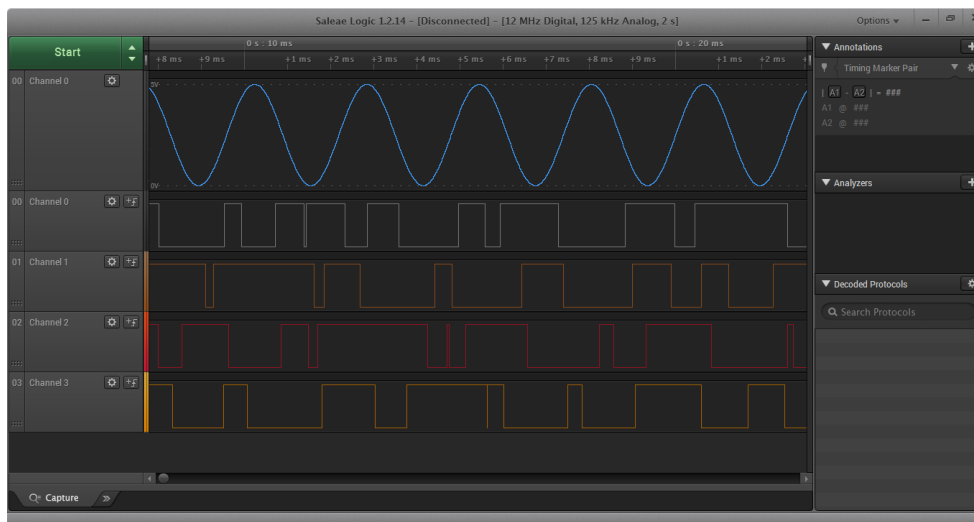 Saleae Logic 1.2.14 - [Disconnected] - [12 MHz Digital, 125 kHz Analog, 2 s]
Options
Start
0 s : 10 ms
0 s : 20 ms
+8 ms
+9 ms
+1 ms
+2 ms
+3 ms
+4 ms
+5 ms
+6 ms
+7 ms
+8 ms
+9 ms
+1 ms
+2 ms
00 Channel 0
5V
0V
00 Channel 0
01 Channel 1
02 Channel 2
03 Channel 3
Annotations
Timing Marker Pair
| A1 - A2 | = ###
A1 @ ###
A2 @ ###
Analyzers
Decoded Protocols
Search Protocols
Capture